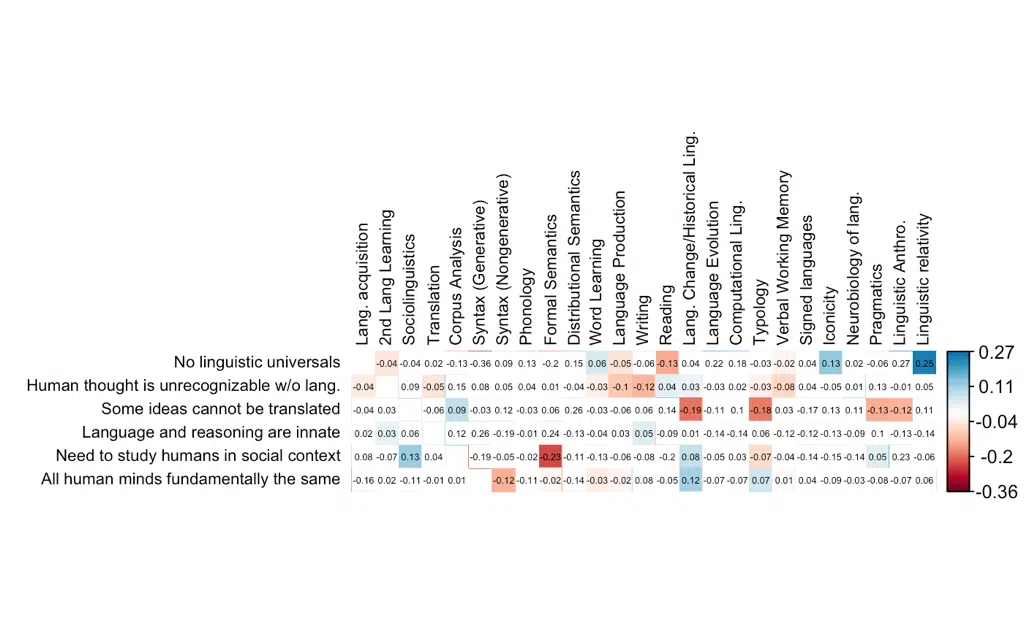 Lang. acquisition
2nd Lang Learning
Sociolinguistics
Translation
Corpus Analysis
Syntax (Generative)
Syntax (Nongenerative)
Phonology
Formal Semantics
Distributional Semantics
Word Learning
Language Production
Writing
Reading
Lang. Change/Historical Ling.
Language Evolution
Computational Ling.
Typology
Verbal Working Memory
Signed languages
Iconicity
Neurobiology of lang.
Pragmatics
Linguistic Anthro.
Linguistic relativity
No linguistic universals -0.04 -0.04 0.02 -0.13 -0.36 0.09 0.13 -0.2 0.15 0.06 -0.05 -0.06 -0.13 0.04 0.22 0.18 -0.03 -0.02 0.04 0.13 -0.02 -0.06 0.27 0.25
Human thought is unrecognizable w/o lang. -0.04 0.09 -0.05 0.15 0.08 0.05 0.04 0.01 -0.04 -0.03 -0.1 -0.12 0.04 0.03 -0.03 0.02 -0.03 -0.08 0.04 -0.05 0.01 0.13 -0.01 0.05
Some ideas cannot be translated -0.04 0.03 -0.06 0.09 -0.03 0.12 -0.03 0.06 0.26 -0.03 -0.06 0.06 0.14 -0.19 -0.11 0.1 -0.18 0.03 -0.17 0.13 0.11 -0.13 -0.12 0.11
Language and reasoning are innate 0.02 0.03 0.06 0.12 0.26 -0.19 -0.01 0.24 -0.13 -0.04 0.03 0.05 -0.09 0.01 -0.14 -0.14 0.06 -0.12 -0.12 -0.13 -0.09 0.1 -0.13 -0.14
Need to study humans in social context 0.08 -0.07 0.13 0.04 -0.19 -0.05 -0.02 -0.23 -0.11 -0.13 -0.06 -0.08 -0.2 0.08 0.05 0.03 -0.07 -0.04 -0.14 -0.15 -0.14 0.05 0.23 -0.06
All human minds fundamentally the same -0.16 0.02 -0.11 -0.01 0.01 -0.12 -0.11 -0.02 -0.14 -0.03 -0.02 0.08 -0.05 0.12 -0.07 -0.07 0.07 0.01 0.04 -0.09 -0.03 -0.08 -0.07 0.06
0.27
0.11
-0.04
-0.2
-0.36